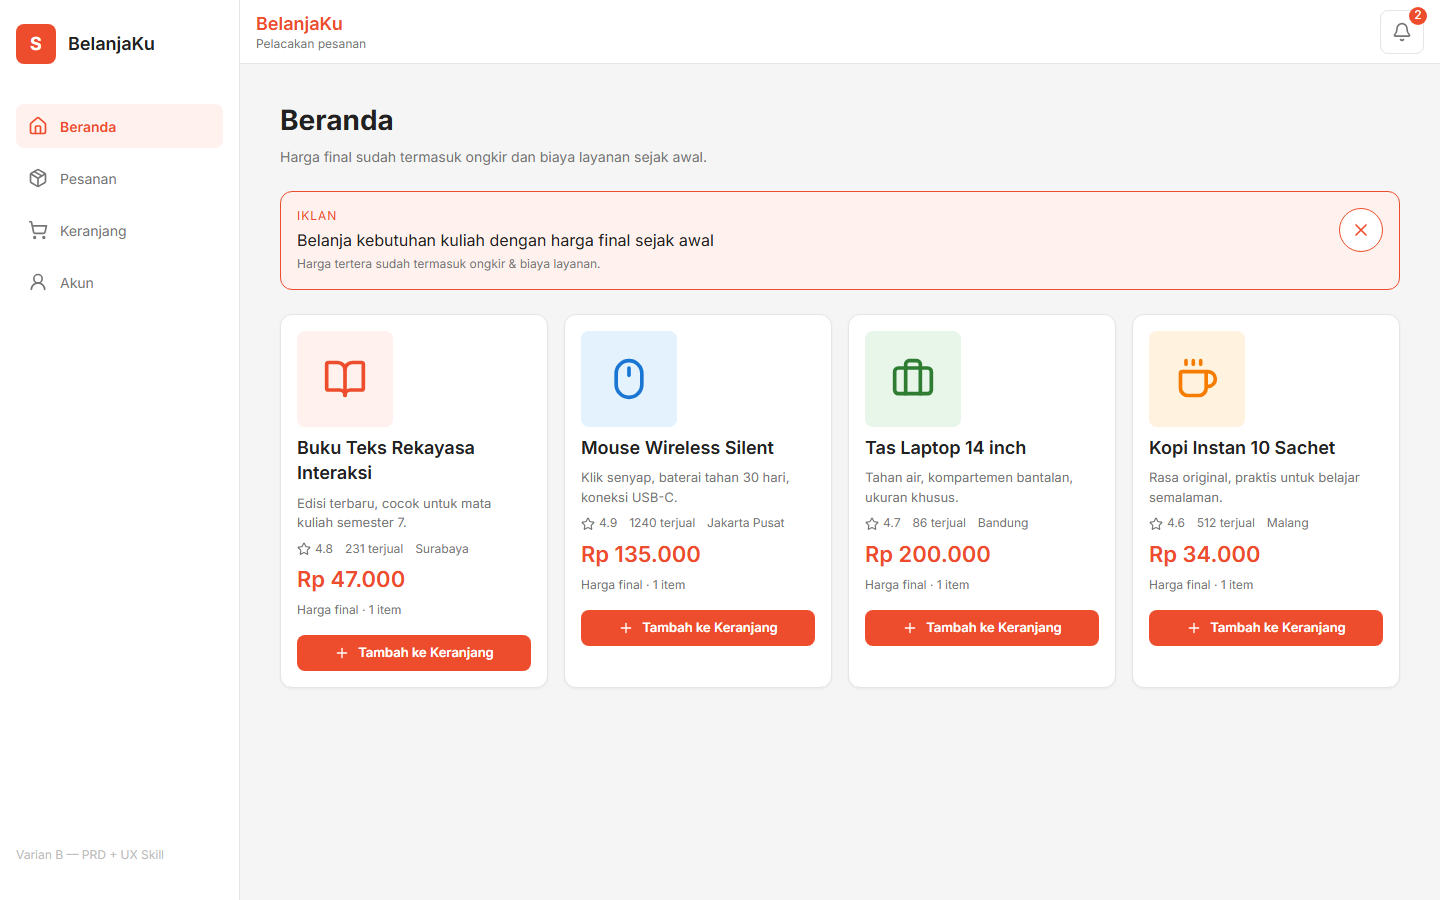 S
BelanjaKu
Beranda
Pesanan
Keranjang
Akun
Varian B — PRD + UX Skill
BelanjaKu
Pelacakan pesanan
2
Beranda
Harga final sudah termasuk ongkir dan biaya layanan sejak awal.
IKLAN
Belanja kebutuhan kuliah dengan harga final sejak awal
Harga tertera sudah termasuk ongkir & biaya layanan.
Buku Teks Rekayasa
Interaksi
Edisi terbaru, cocok untuk mata
kuliah semester 7.
4.8 231 terjual Surabaya
Rp 47.000
Harga final · 1 item
+ Tambah ke Keranjang
Mouse Wireless Silent
Klik senyap, baterai tahan 30 hari,
koneksi USB-C.
4.9 1240 terjual Jakarta Pusat
Rp 135.000
Harga final · 1 item
+ Tambah ke Keranjang
Tas Laptop 14 inch
Tahan air, kompartemen bantalan,
ukuran khusus.
4.7 86 terjual Bandung
Rp 200.000
Harga final · 1 item
+ Tambah ke Keranjang
Kopi Instan 10 Sachet
Rasa original, praktis untuk belajar
semalaman.
4.6 512 terjual Malang
Rp 34.000
Harga final · 1 item
+ Tambah ke Keranjang